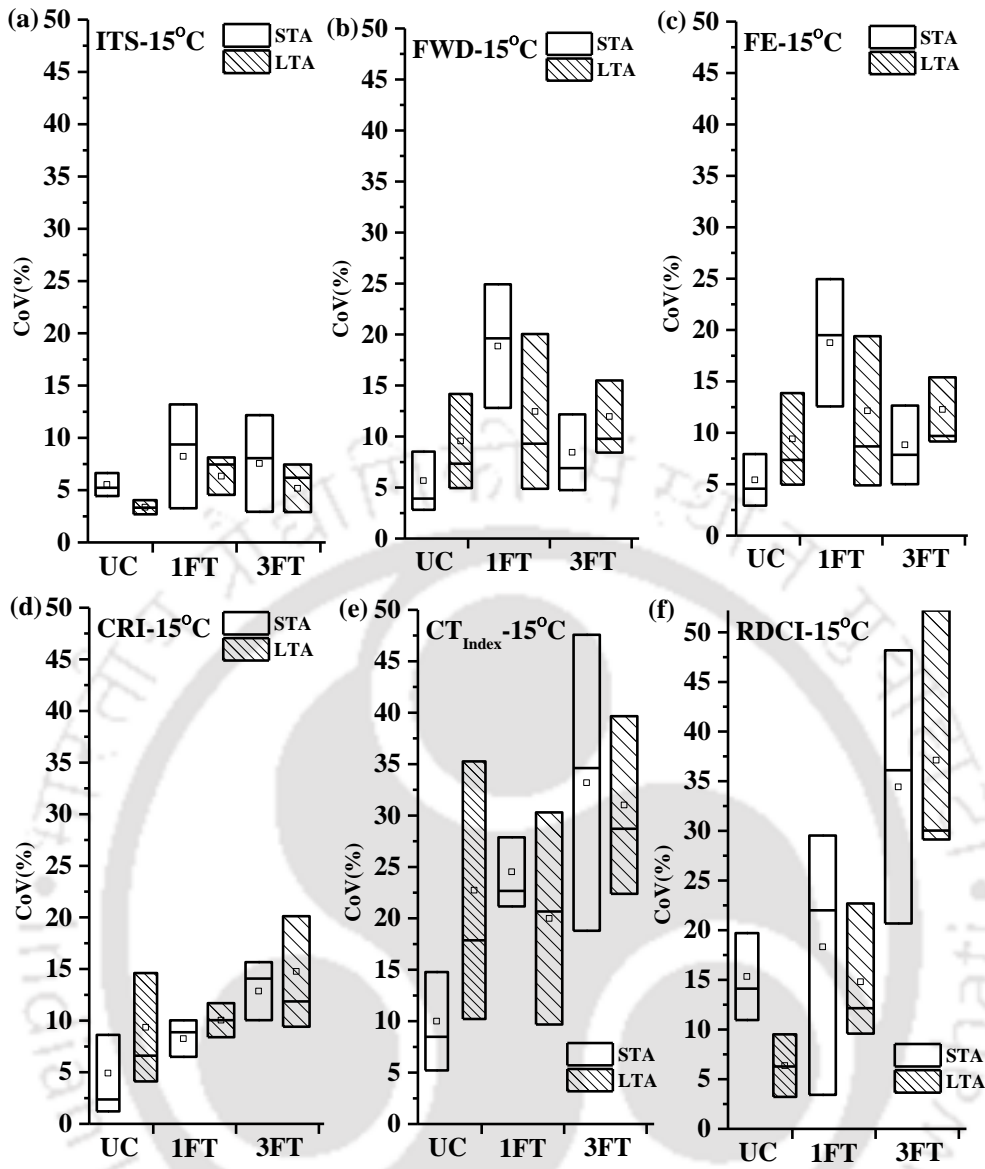 (a) ITS-15°C
STA
LTA
CoV(%)
50
45
40
35
30
25
20
15
10
5
0
UC 1FT 3FT
(b) FWD-15°C
STA
LTA
CoV(%)
50
45
40
35
30
25
20
15
10
5
0
UC 1FT 3FT
(c) FE-15°C
STA
LTA
CoV(%)
50
45
40
35
30
25
20
15
10
5
0
UC 1FT 3FT
(d) CRI-15°C
STA
LTA
CoV(%)
50
45
40
35
30
25
20
15
10
5
0
UC 1FT 3FT
(e) CT_Index-15°C
STA
LTA
CoV(%)
50
45
40
35
30
25
20
15
10
5
0
UC 1FT 3FT
(f) RDCI-15°C
STA
LTA
CoV(%)
50
45
40
35
30
25
20
15
10
5
0
UC 1FT 3FT